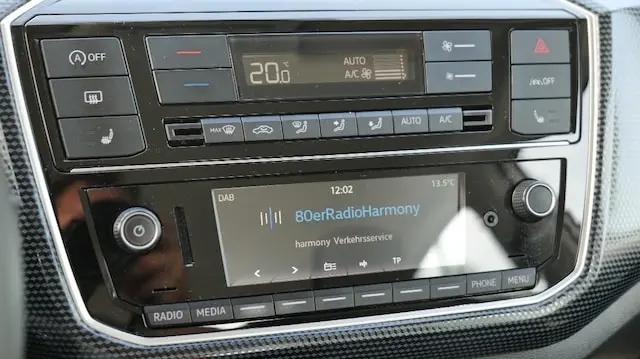 A OFF
20.0
AUTO
A/C
OFF
MAX
AUTO
A/C
DAB
12:02
13.5°C
80erRadioHarmony
harmony Verkehrsservice
< >
TP
RADIO
MEDIA
PHONE
MENU